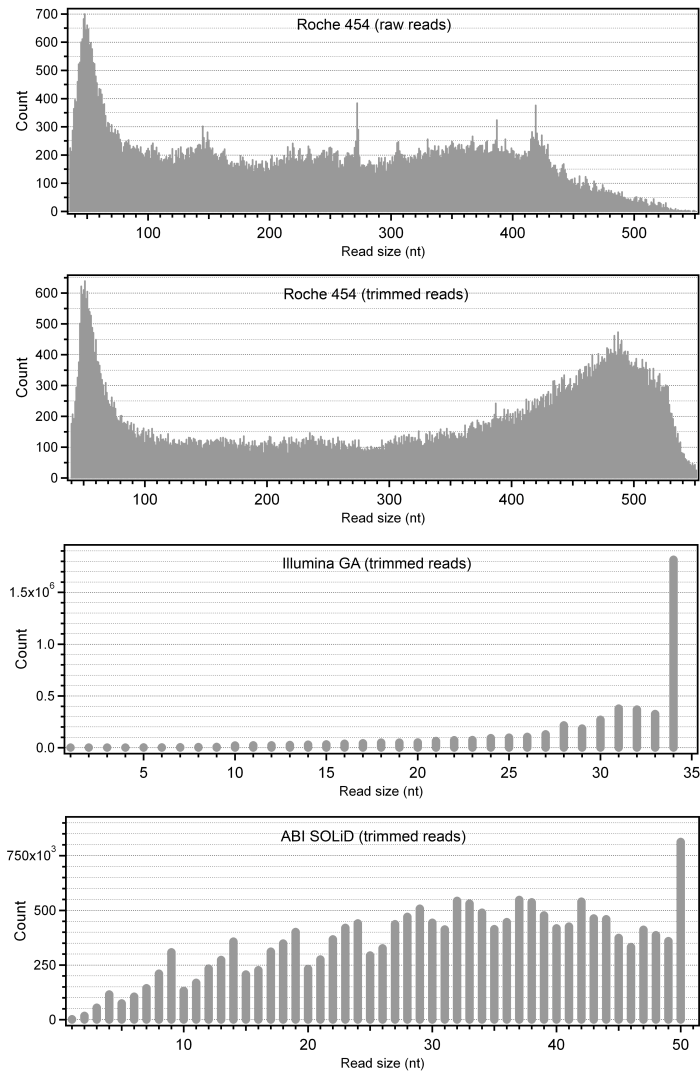 Roche 454 (raw reads)
700
600
500
400
300
200
100
0
Count
100 200 300 400 500
Read size (nt)
Roche 454 (trimmed reads)
600
500
400
300
200
100
0
Count
100 200 300 400 500
Read size (nt)
Illumina GA (trimmed reads)
1.5x10⁶
1.0
0.5
0.0
Count
5 10 15 20 25 30 35
Read size (nt)
ABI SOLiD (trimmed reads)
750x10³
500
250
0
Count
10 20 30 40 50
Read size (nt)